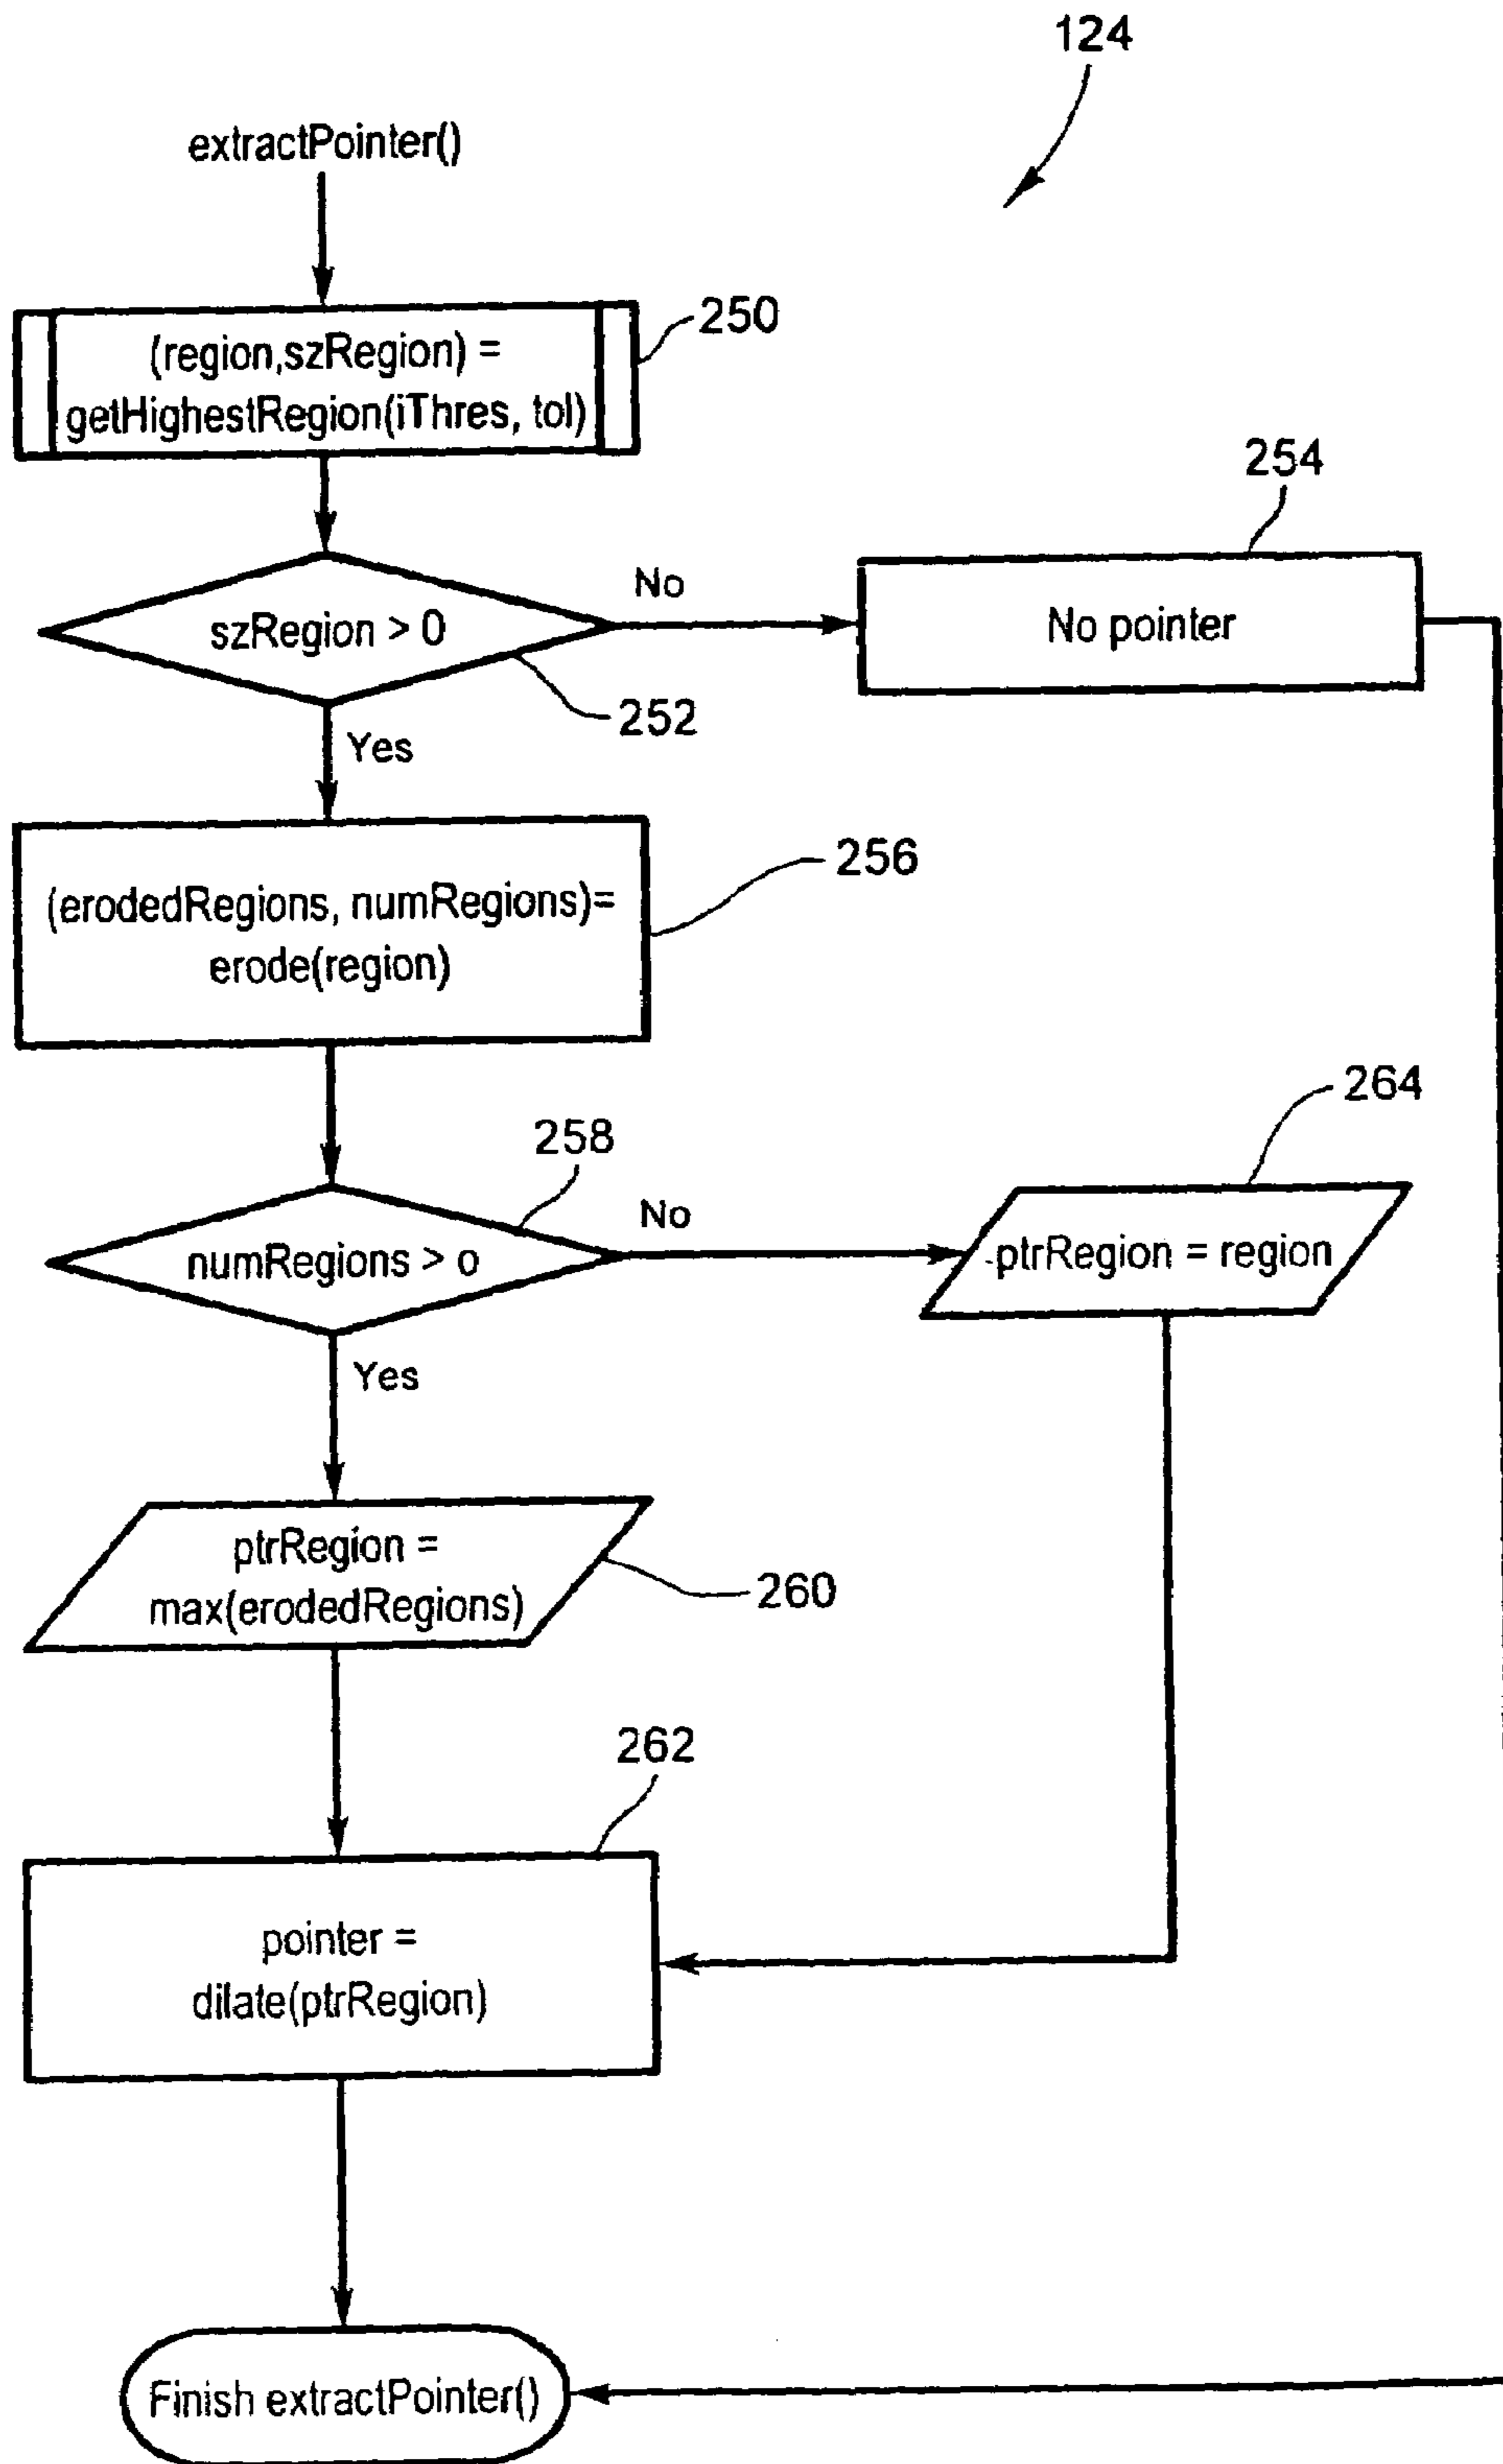 124
extractPointer()
250
(region,szRegion) =
getHighestRegion(iThres, tol)
254
No
szRegion > 0
No pointer
252
Yes
256
(erodedRegions, numRegions)=
erode(region)
264
258
No
numRegions > o
-ptrRegion = region
Yes
ptrRegion =
max(erodedRegions)
260
262
pointer =
dilate(ptrRegion)
Finish extractPointer()